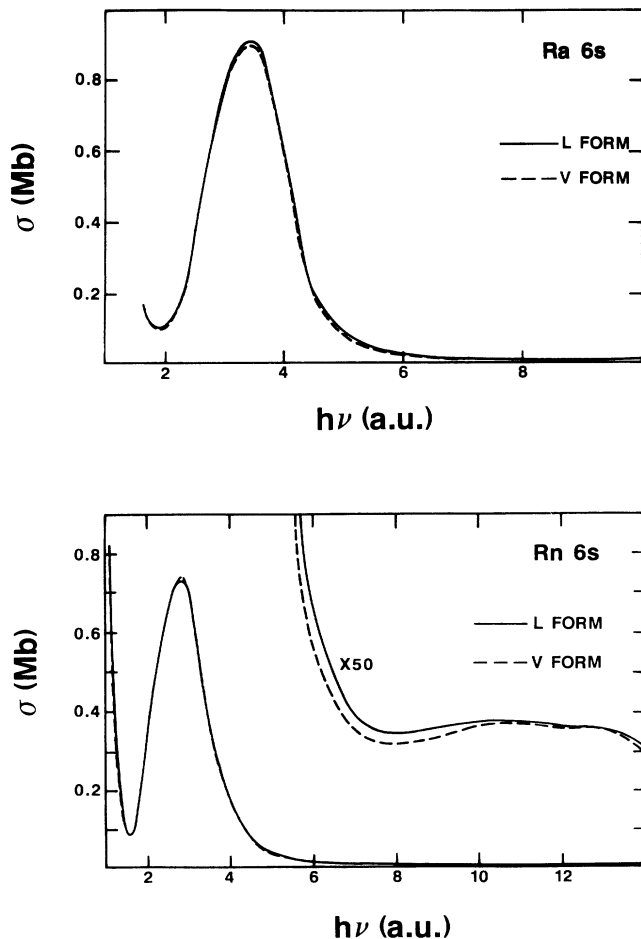 Ra 6s
0.8
0.6
0.4
0.2
σ (Mb)
L FORM
V FORM
2 4 6 8
hν (a.u.)
Rn 6s
0.8
0.6
0.4
0.2
σ (Mb)
X50
L FORM
V FORM
2 4 6 8 10 12
hν (a.u.)